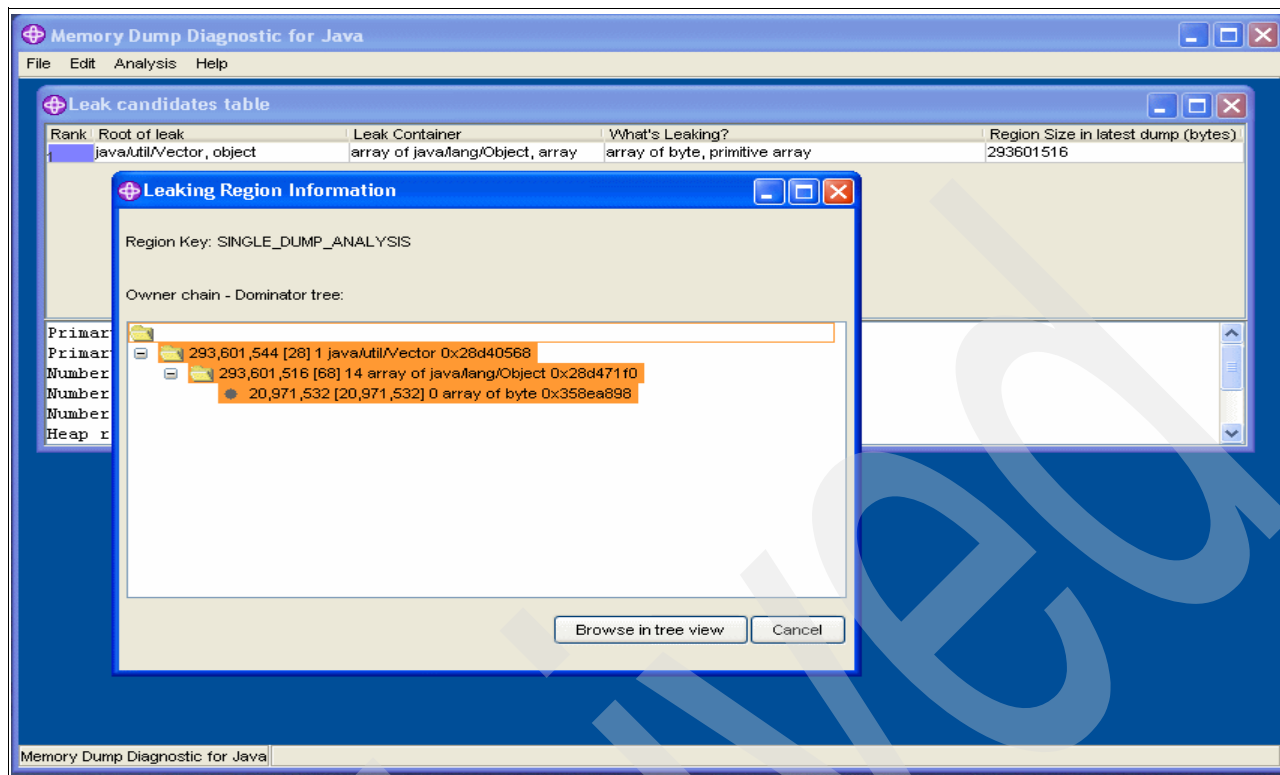 Memory Dump Diagnostic for Java
File Edit Analysis Help
Leak candidates table
Rank Root of leak Leak Container What's Leaking? Region Size in latest dump (bytes)
1 java/util/Vector, object array of java/lang/Object, array array of byte, primitive array 293601516
Leaking Region Information
Region Key: SINGLE_DUMP_ANALYSIS
Owner chain - Dominator tree:
293,601,544 [28] 1 java/util/Vector 0x28d40568
293,601,516 [68] 14 array of java/lang/Object 0x28d471f0
20,971,532 [20,971,532] 0 array of byte 0x358ea898
Primar
Primar
Number
Number
Number
Heap r
Browse in tree view Cancel
Memory Dump Diagnostic for Java